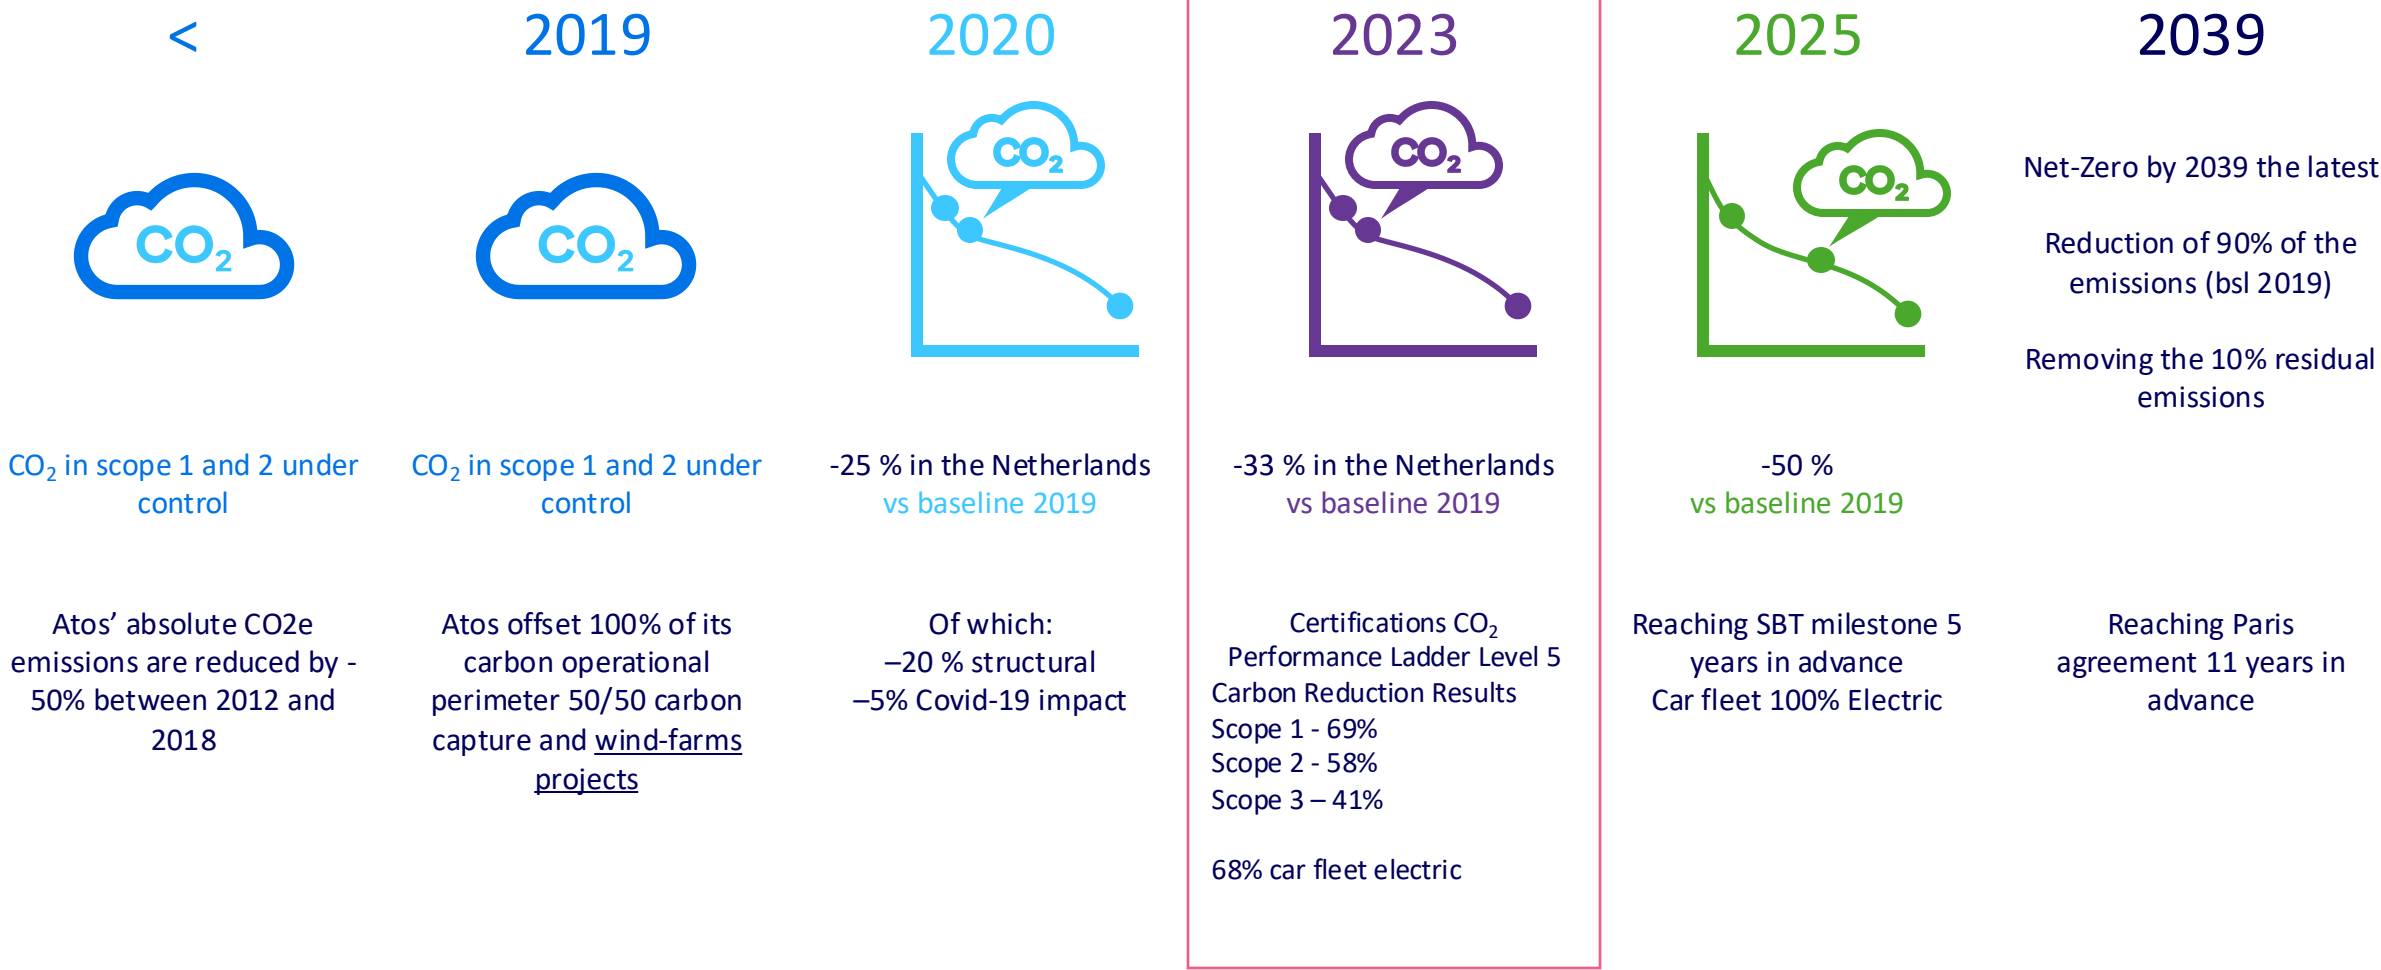 <
CO₂
CO₂ in scope 1 and 2 under
control
Atos’ absolute CO2e
emissions are reduced by -
50% between 2012 and
2018
2019
CO₂
CO₂ in scope 1 and 2 under
control
Atos offset 100% of its
carbon operational
perimeter 50/50 carbon
capture and wind-farms
projects
2020
CO₂
-25 % in the Netherlands
vs baseline 2019
Of which:
–20 % structural
–5% Covid-19 impact
2023
CO₂
-33 % in the Netherlands
vs baseline 2019
Certifications CO₂
Performance Ladder Level 5
Carbon Reduction Results
Scope 1 - 69%
Scope 2 - 58%
Scope 3 – 41%
68% car fleet electric
2025
CO₂
-50 %
vs baseline 2019
Reaching SBT milestone 5
years in advance
Car fleet 100% Electric
2039
Net-Zero by 2039 the latest
Reduction of 90% of the
emissions (bsl 2019)
Removing the 10% residual
emissions
Reaching Paris
agreement 11 years in
advance